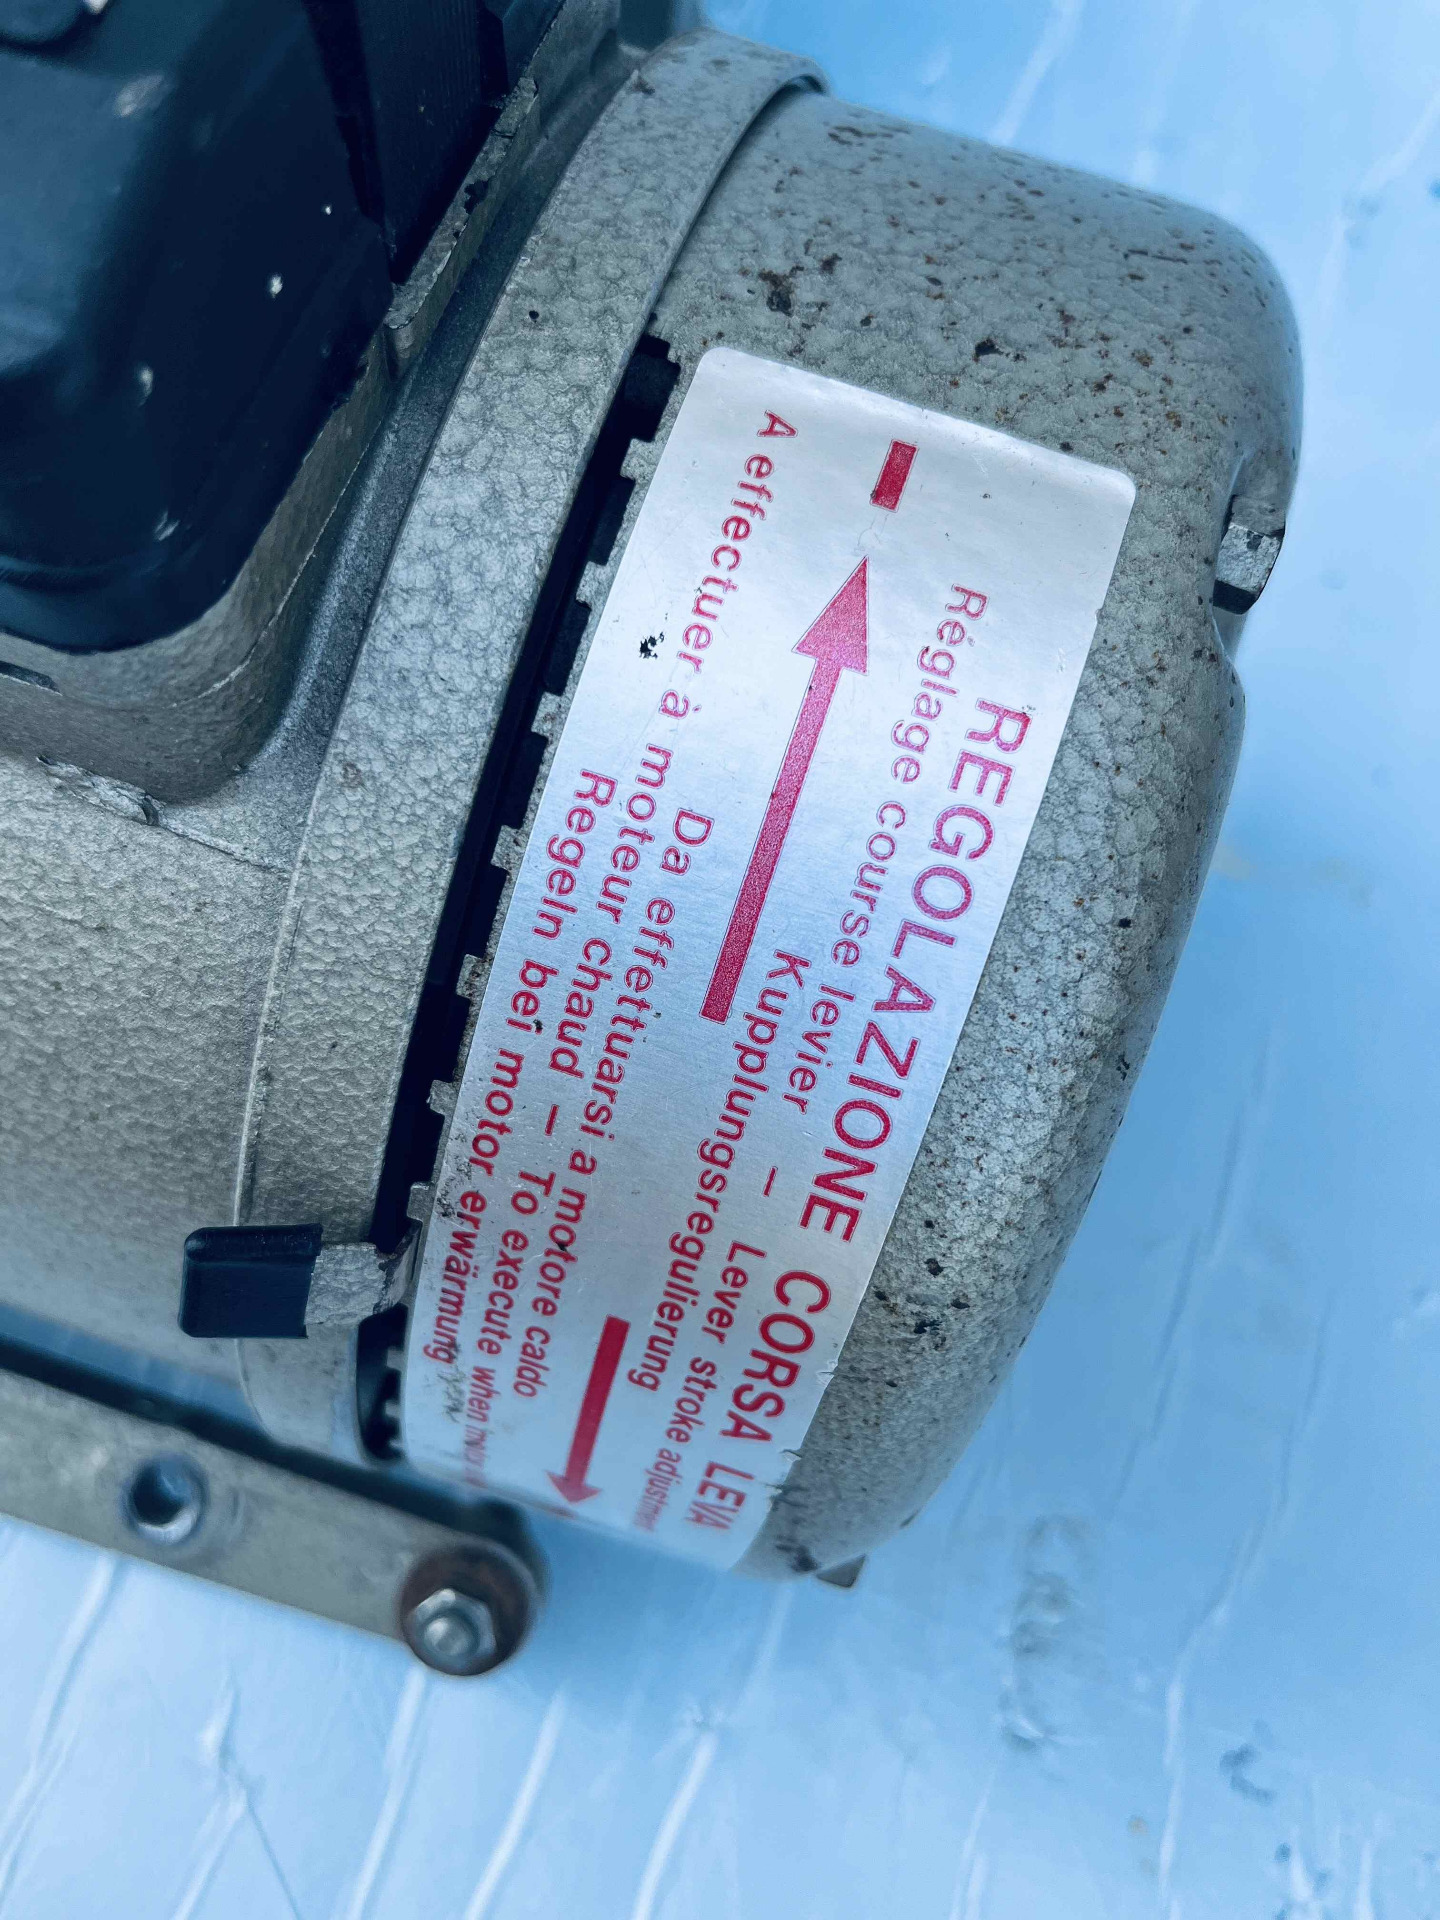 REGOLAZIONE CORSA LEVA
Réglage course levier - Lever stroke adjustment
Kupplungsregulierung
-
Da effettuarsi a motore caldo
A effectuer à moteur chaud - To execute when
Regeln bei motor erwärmung